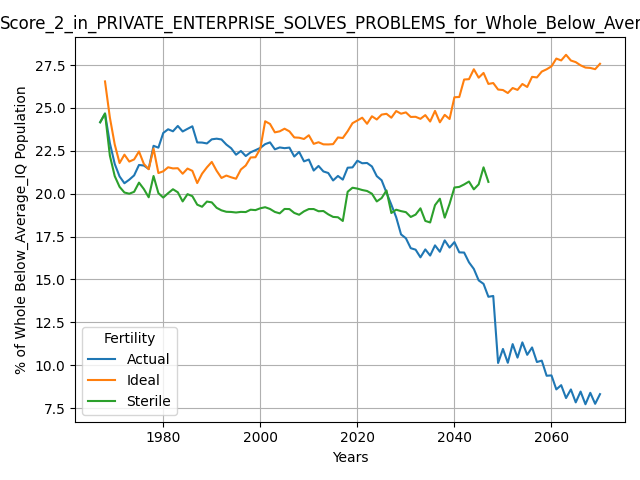 Score_2_in_PRIVATE_ENTERPRISE_SOLVES_PROBLEMS_for_Whole_Below_Aver
% of Whole Below_Average_IQ Population
27.5
25.0
22.5
20.0
17.5
15.0
12.5
10.0
7.5
Fertility
Actual
Ideal
Sterile
1980
2000
2020
2040
2060
Years